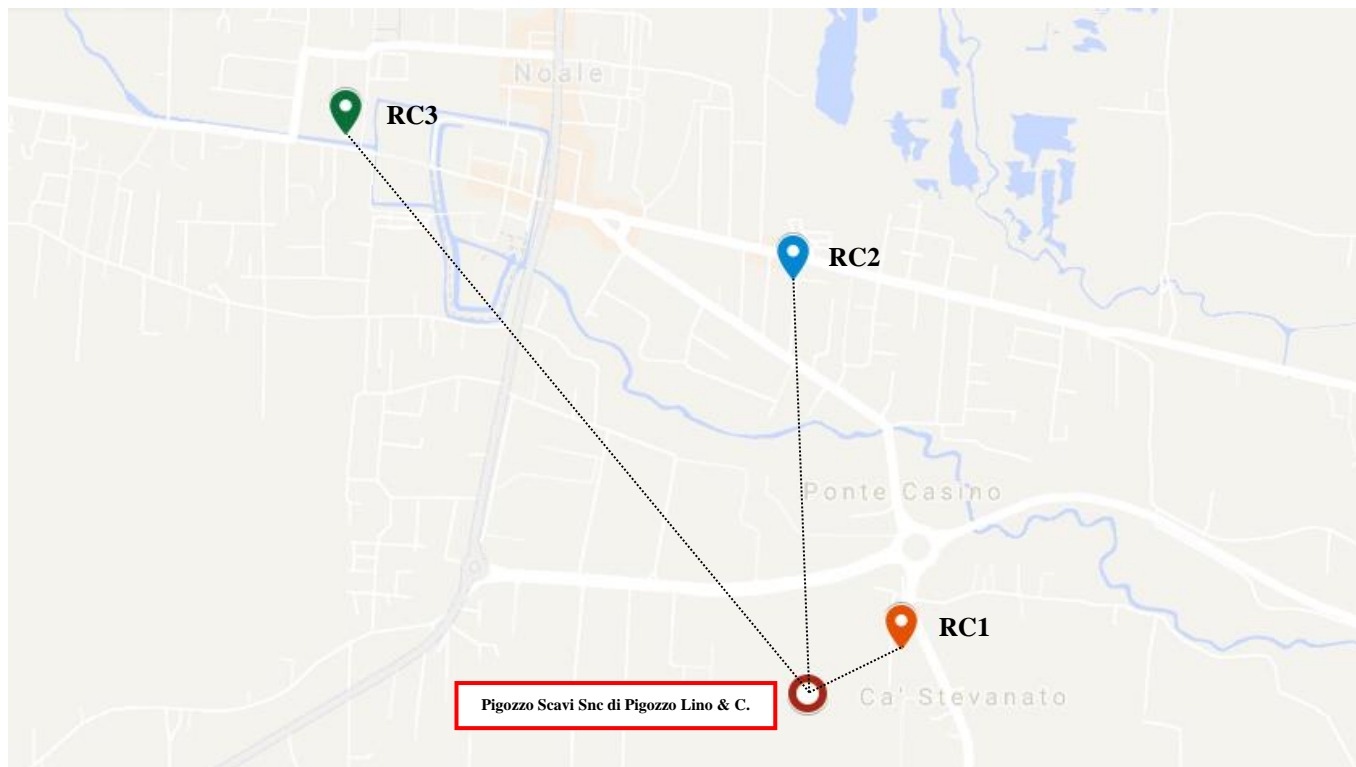 Noale
RC3
RC2
Ponte Casino
RC1
Pigozzo Scavi Snc di Pigozzo Lino & C.
Ca' Stevanato